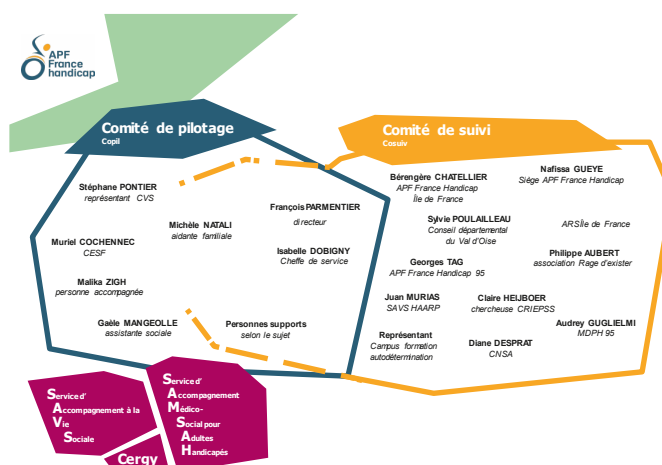 APF
France
handicap
Comité de pilotage
Copil
Comité de suivi
Cosuiv
Stéphane PONTIER
représentant CVS
Michèle NATALI
aidante familiale
François PARMENTIER
directeur
Muriel COCHENNEC
CESF
Isabelle DOBIGNY
Cheffe de service
Malika ZIGH
personne accompagnée
Gaèle MANGEOLLE
assistante sociale
Personnes supports
selon le sujet
Bérengère CHATELLIER
APF France Handicap
Île de France
Nafissa GUEYE
Siège APF France Handicap
Sylvie POULAILLEAU
Conseil départemental
du Val d'Oise
ARS Île de France
Georges TAG
APF France Handicap 95
Philippe AUBERT
association Rage d'exister
Juan MURIAS
SAVS HAARP
Claire HEIJBOER
chercheuse CRIEPSS
Représentant
Campus formation
autodétermination
Diane DESPRAT
CNSA
Audrey GUGLIELMI
MDPH 95
Service d'
Accompagnement à la
Vie
Sociale
Service d'
Accompagnement
Médico-
Social pour
Adultes
Handicapés
Cergy